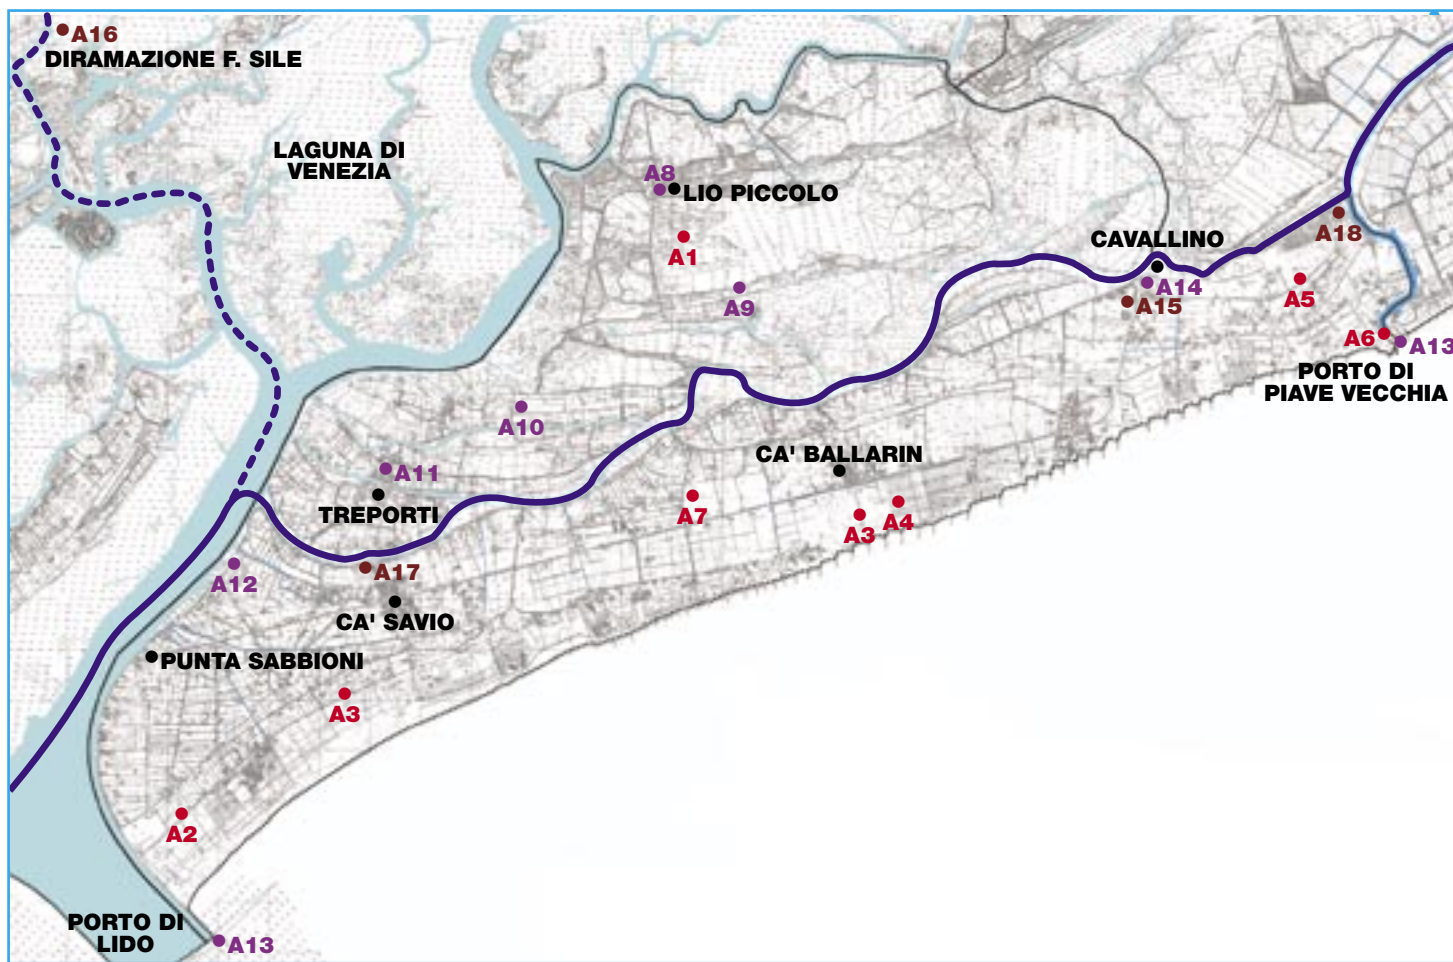 A16
DIRAMAZIONE F. SILE
LAGUNA DI
VENEZIA
A8
LIO PICCOLO
A1
A9
CAVALLINO
A18
A14
A15
A5
A6
A13
PORTO DI
PIAVE VECCHIA
A10
A11
TREPORTI
CA' BALLARIN
A7
A3
A4
A12
A17
CA' SAVIO
PUNTA SABBIONI
A3
A2
PORTO DI
LIDO
A13